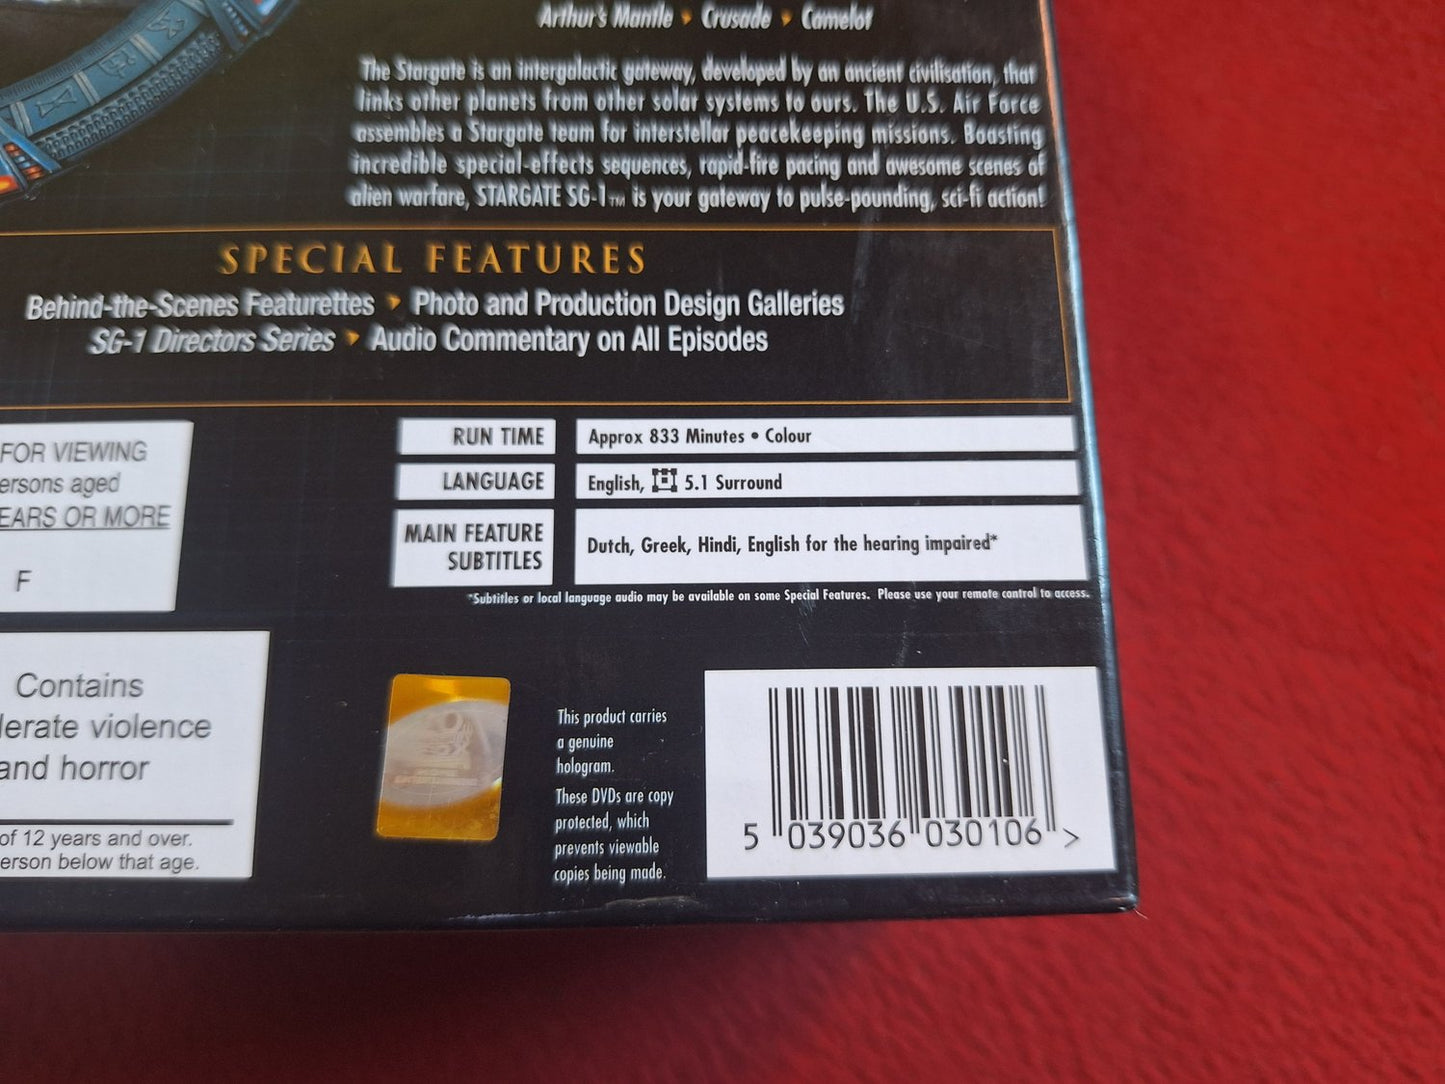 Arthur's Mantle Crusade Camelot
The Stargate is an intergalactic gateway, developed by an ancient civilisation, that
links other planets from other solar systems to ours. The U.S. Air Force
assembles a Stargate team for interstellar peacekeeping missions. Boasting
incredible special-effects sequences, rapid-fire pacing and awesome scenes of
alien warfare, STARGATE SG-1™ is your gateway to pulse-pounding, sci-fi action!
SPECIAL FEATURES
Behind-the-Scenes Featurettes Photo and Production Design Galleries
SG-1 Directors Series Audio Commentary on All Episodes
FOR VIEWING
ersons aged
EARS OR MORE
F
RUN TIME Approx 833 Minutes • Colour
LANGUAGE English, 5.1 Surround
MAIN FEATURE
SUBTITLES
Dutch, Greek, Hindi, English for the hearing impaired*
*Subtitles or local language audio may be available on some Special Features. Please use your remote control to access.
Contains
derate violence
and horror
of 12 years and over.
erson below that age.
This product carries
a genuine
hologram.
These DVDs are copy
protected, which
prevents viewable
copies being made.
5 039036 030106 >